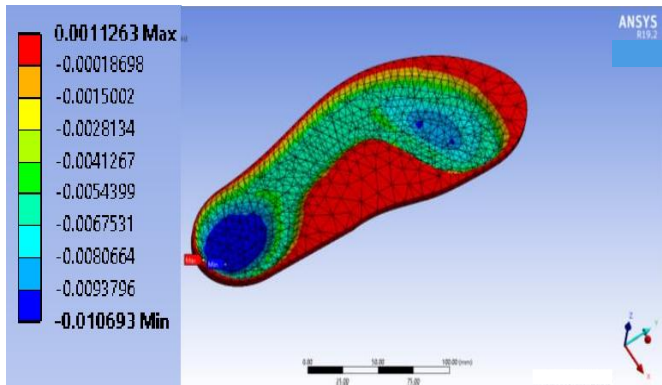 0.0011263 Max
-0.00018698
-0.0015002
-0.0028134
-0.0041267
-0.0054399
-0.0067531
-0.0080664
-0.0093796
-0.010693 Min
ANSYS
R19.2
Max
Min
Z
Y
X
0.00 50.00 100.00 (mm)
25.00 75.00